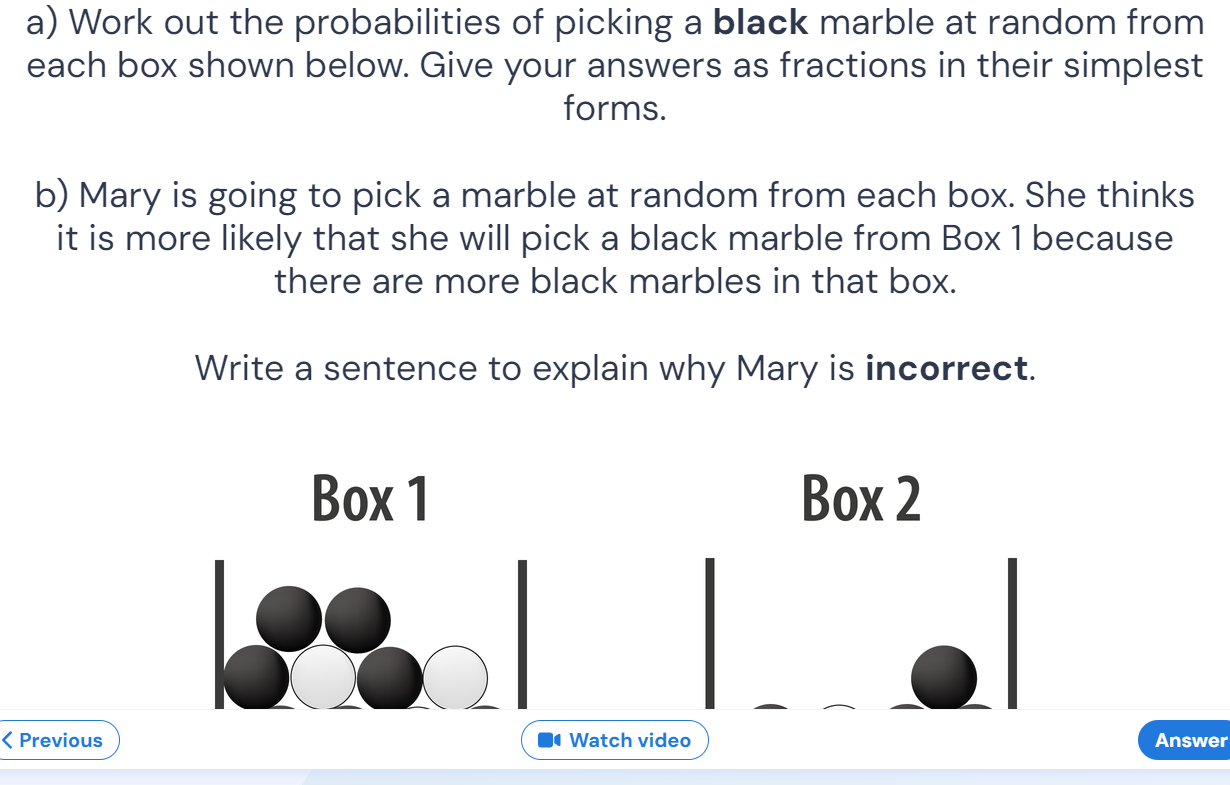 a) Work out the probabilities of picking a black marble at random from
each box shown below. Give your answers as fractions in their simplest
forms.
b) Mary is going to pick a marble at random from each box. She thinks
it is more likely that she will pick a black marble from Box 1 because
there are more black marbles in that box.
Write a sentence to explain why Mary is incorrect.
Box 1
Box 2
Previous
Watch video
Answer